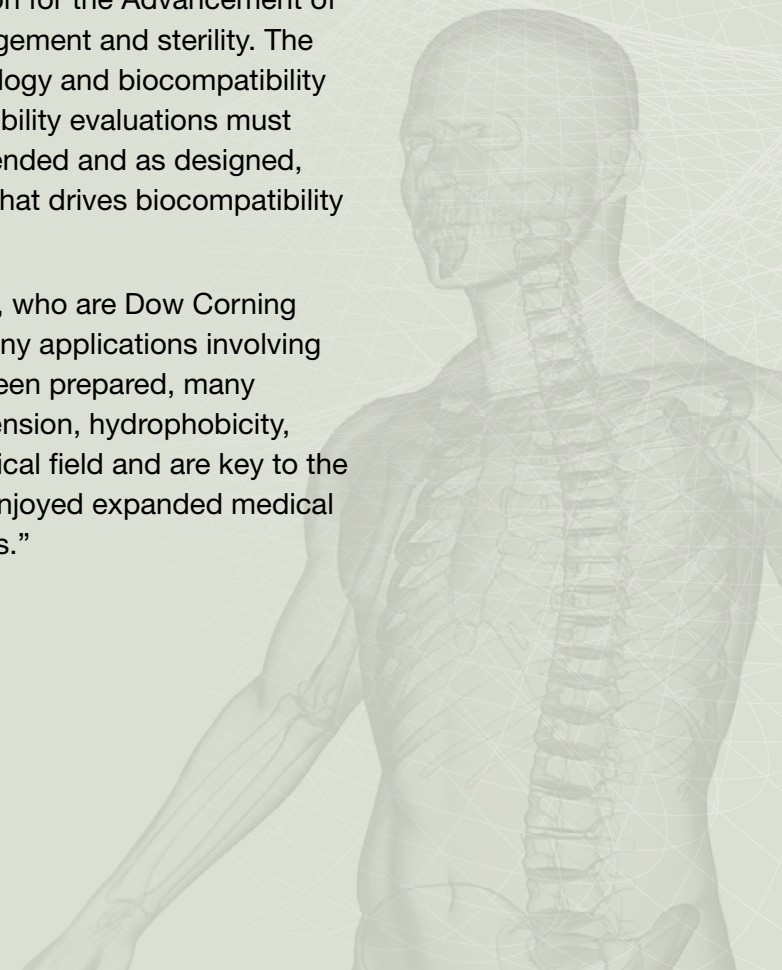 on for the Advancement of
gement and sterility. The
logy and biocompatibility
bility evaluations must
ended and as designed,
hat drives biocompatibility
, who are Dow Corning
ny applications involving
een prepared, many
ension, hydrophobicity,
ical field and are key to the
njoyed expanded medical
s.”